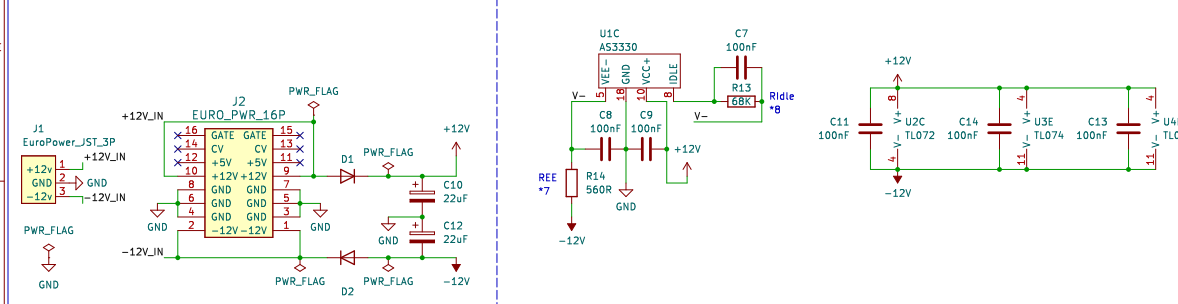 J1
EuroPower_JST_3P
+12v
GND
-12v
1
2
3
+12V_IN
GND
-12V_IN
PWR_FLAG
GND
+12V_IN
J2
EURO_PWR_16P
16
14
12
10
8
6
4
2
GATE
CV
+5V
+12V
GND
GND
GND
-12V
GATE
CV
+5V
+12V
GND
GND
GND
-12V
15
13
11
9
7
5
3
1
GND
GND
-12V_IN
PWR_FLAG
D1
PWR_FLAG
+12V
C10
22uF
GND
C12
22uF
PWR_FLAG
PWR_FLAG
D2
-12V
U1C
AS3330
VEE-
GND
VCC+
IDLE
5
18
10
8
V-
C8
100nF
C9
100nF
+12V
REE
*7
R14
560R
GND
-12V
C7
100nF
R13
68K
RIdle
*8
V-
+12V
C11
100nF
8
V+
V-
4
U2C
TL072
-12V
C14
100nF
4
V+
V-
11
U3E
TL074
C13
100nF
4
V+
V-
11